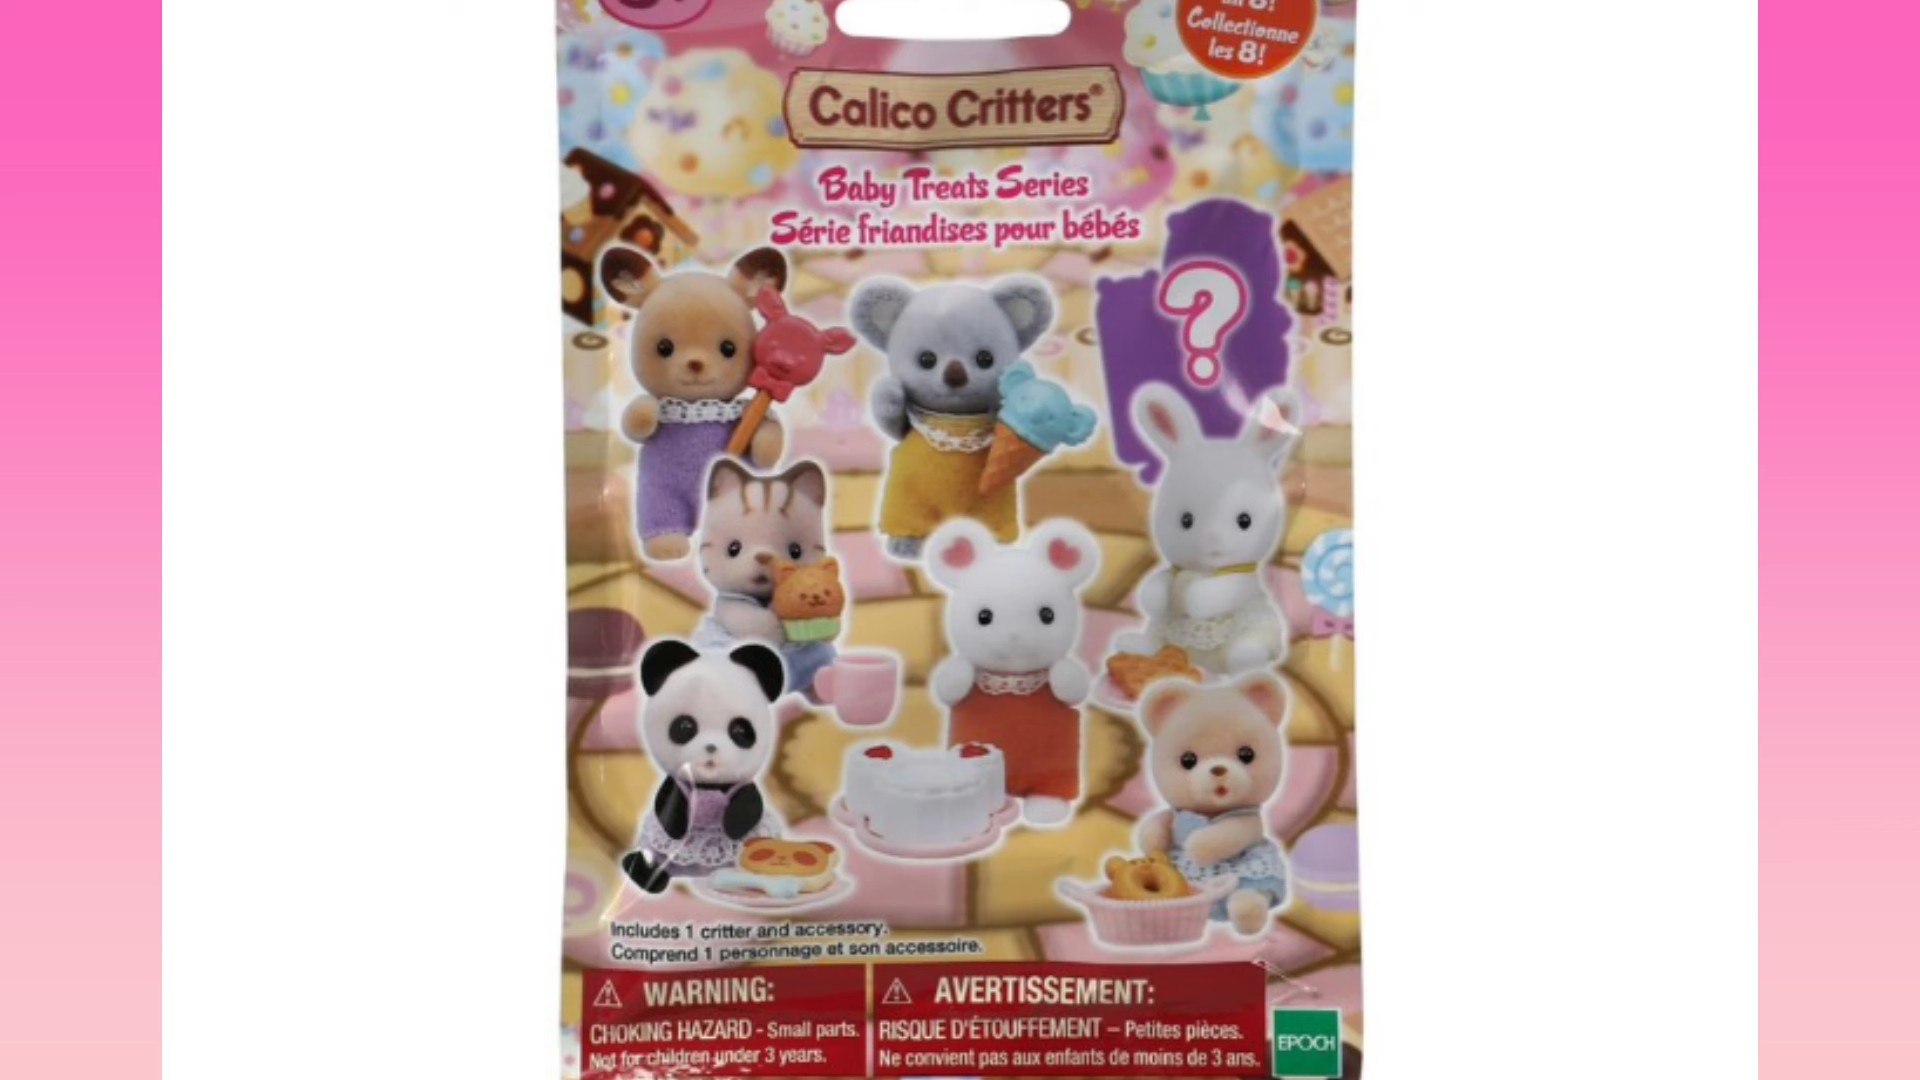 Collectionne
les 8!
Calico Critters®
Baby Treats Series
Série friandises pour bébés
?
Includes 1 critter and accessory.
Comprend 1 personnage et son accessoire.
WARNING:
CHOKING HAZARD - Small parts.
Not for children under 3 years.
AVERTISSEMENT:
RISQUE D'ÉTOUFFEMENT – Petites pièces.
Ne convient pas aux enfants de moins de 3 ans.
EPOCH